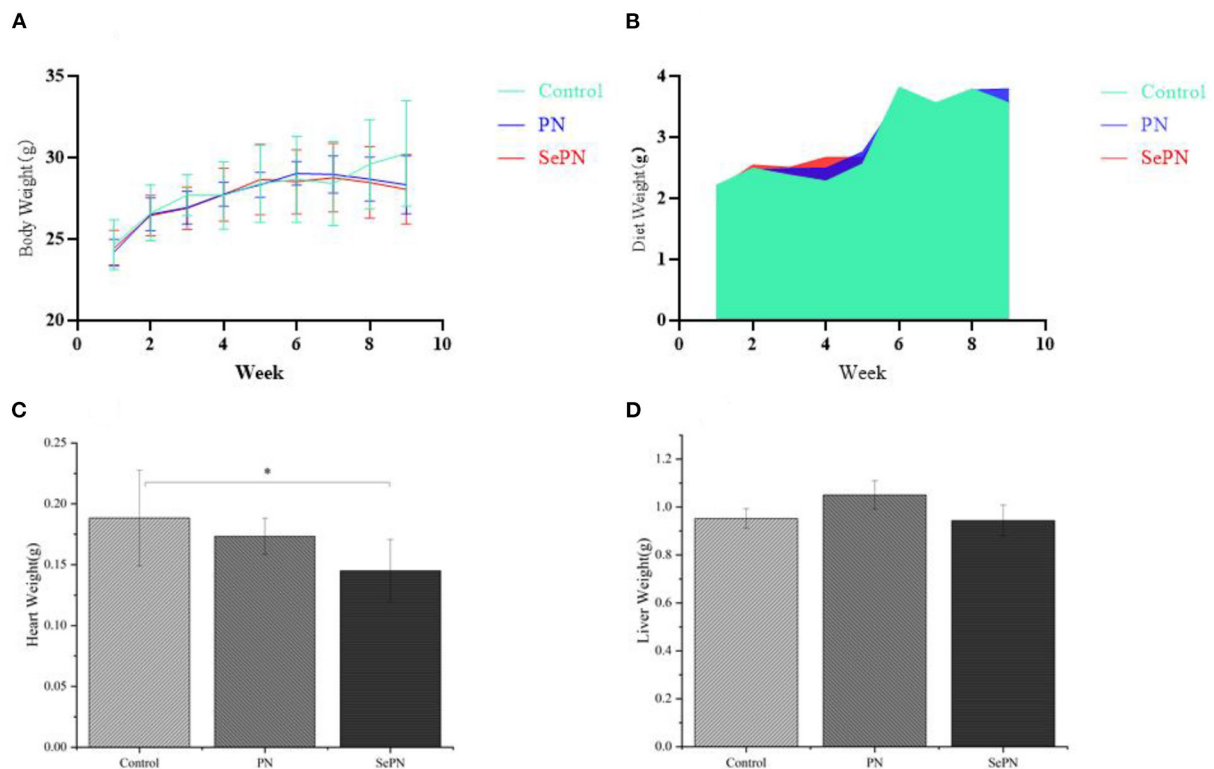 A
35
30
25
20
Body Weight (g)
0 2 4 6 8 10
Week
Control
PN
SePN
B
4
3
2
1
0
Diet Weight(g)
0 2 4 6 8 10
Week
Control
PN
SePN
C
0.25
0.20
0.15
0.10
0.05
0.00
Heart Weight(g)
*
Control PN SePN
D
1.2
1.0
0.8
0.6
0.4
0.2
0.0
Liver Weight(g)
Control PN SePN